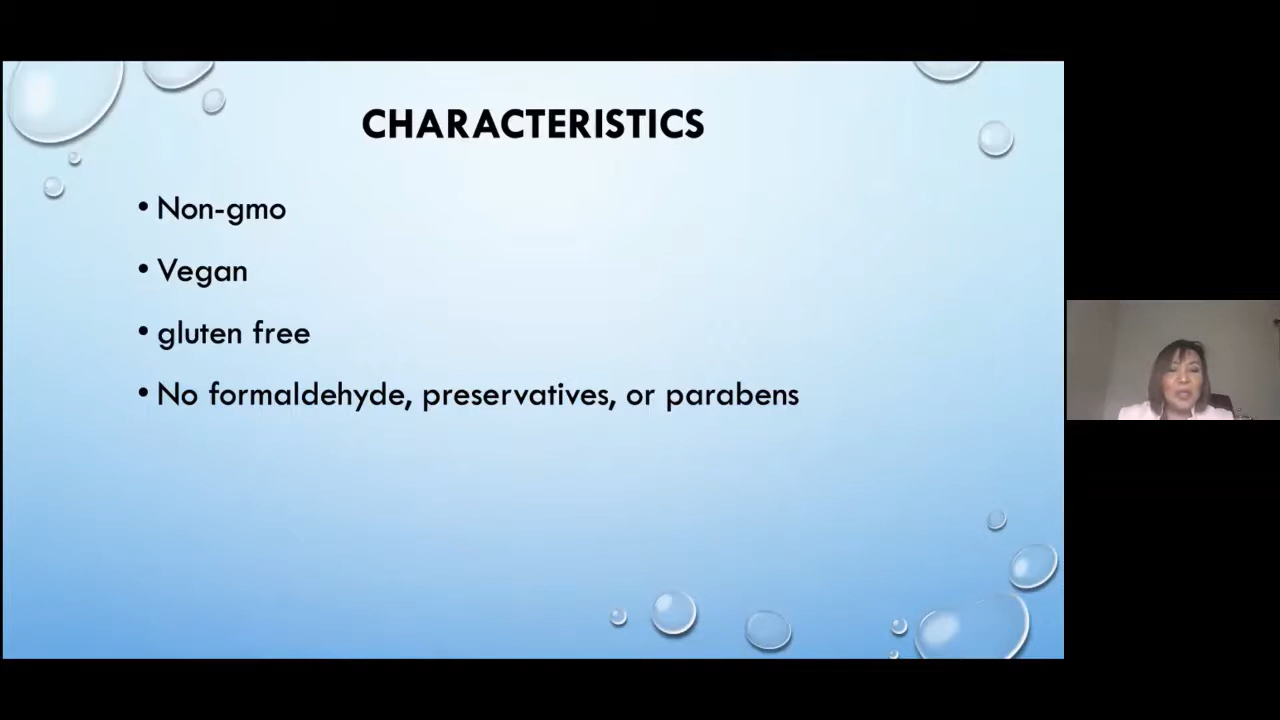 CHARACTERISTICS
• Non-gmo
• Vegan
• gluten free
• No formaldehyde, preservatives, or parabens